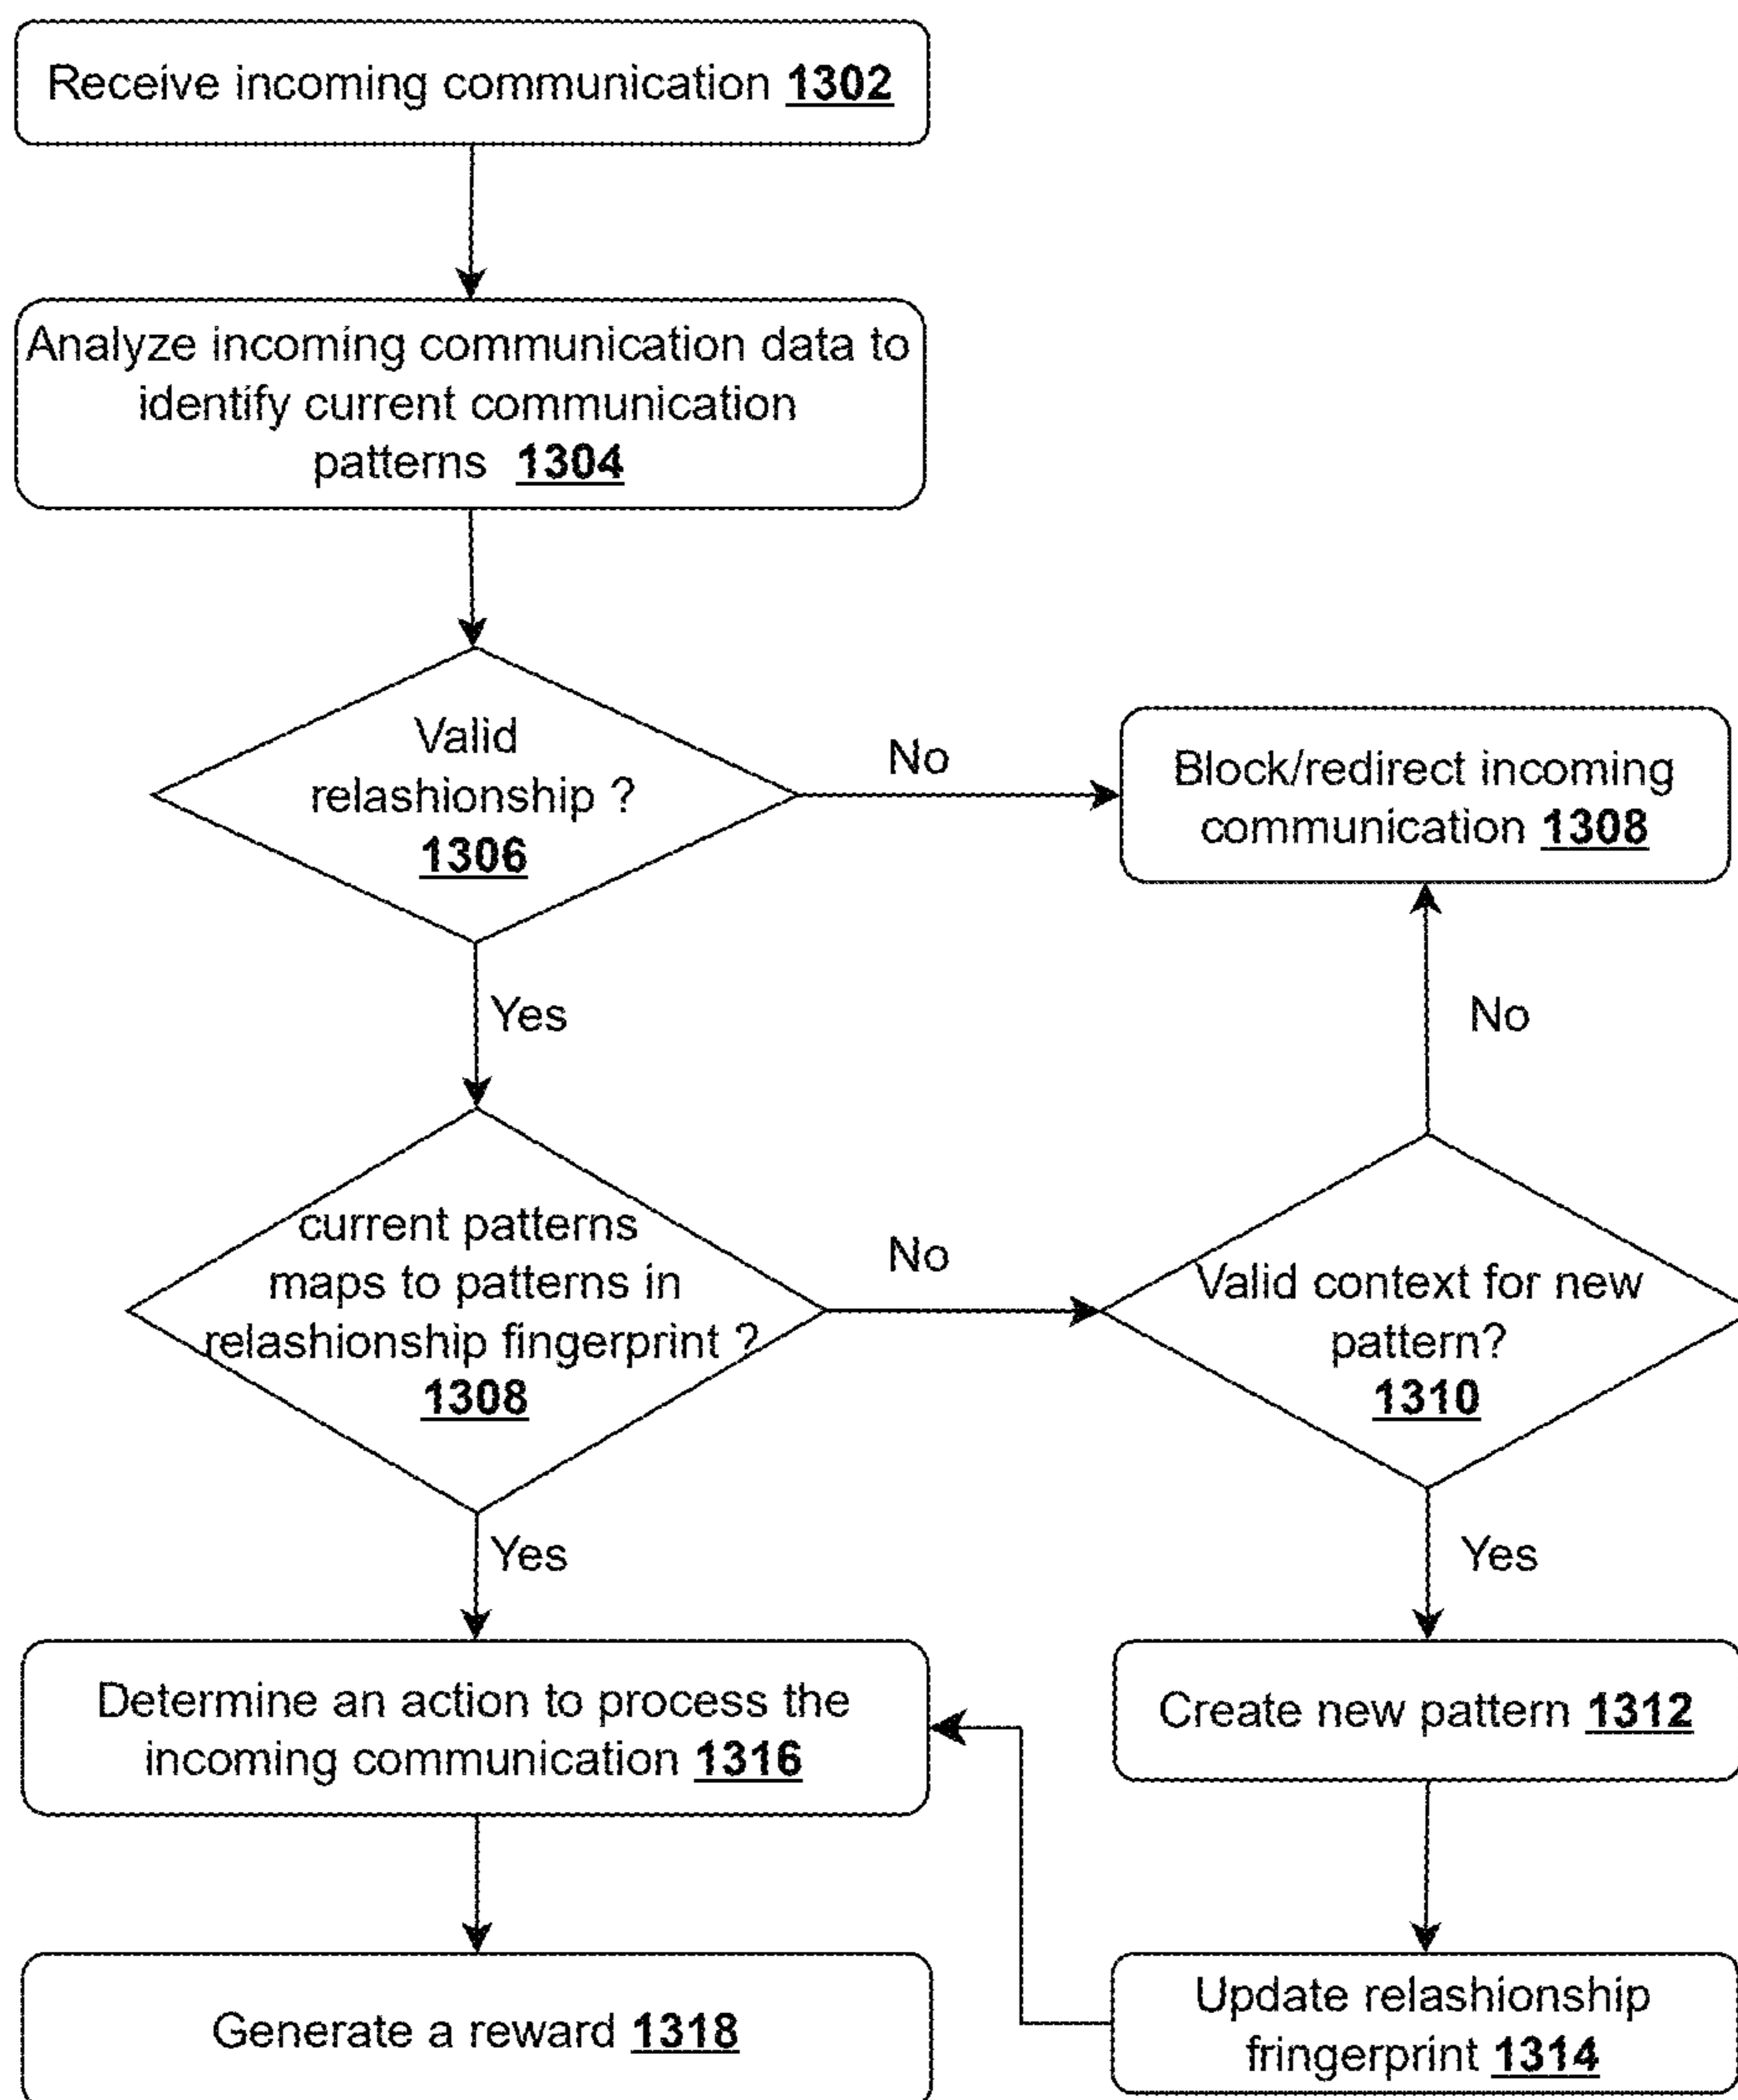 Receive incoming communication 1302
Analyze incoming communication data to
identify current communication
patterns 1304
Valid
relashionship ?
1306
No
Block/redirect incoming
communication 1308
Yes
No
current patterns
maps to patterns in
relashionship fingerprint ?
1308
No
Valid context for new
pattern?
1310
Yes
Yes
Determine an action to process the
incoming communication 1316
Create new pattern 1312
Generate a reward 1318
Update relashionship
fringerprint 1314